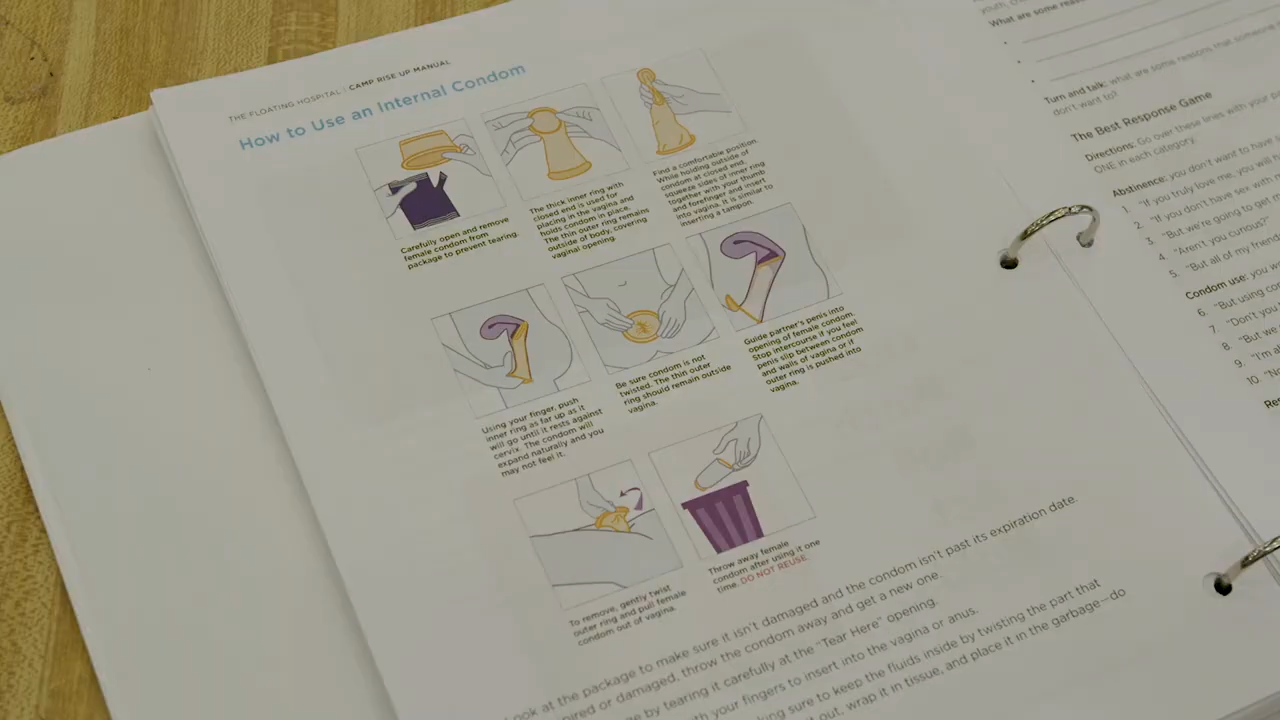 THE FLOATING HOSPITAL | CAMP RISE UP MANUAL
How to Use an Internal Condom
Carefully open and remove
female condom from
package to prevent tearing.
The thick inner ring with
closed end is used for
placing in the vagina and
holds condom in place.
The thin outer ring remains
outside of body, covering
vaginal opening.
Find a comfortable position.
While holding outside of
condom at closed end,
squeeze sides of inner ring
together with your thumb
and forefinger and insert
into vagina. It is similar to
inserting a tampon.
Using your finger, push
inner ring as far up as it
will go until it rests against
cervix. The condom will
expand naturally and you
may not feel it.
Be sure condom is not
twisted. The thin outer
ring should remain outside
vagina.
Guide partner's penis into
opening of female condom.
Stop intercourse if you feel
penis slip between condom
and walls of vagina or if
outer ring is pushed into
vagina.
To remove, gently twist
outer ring and pull female
condom out of vagina.
Throw away female
condom after using it one
time. DO NOT REUSE.
at the package to make sure it isn't damaged and the condom isn't past its expiration date.
or damaged, throw the condom away and get a new one.
by tearing it carefully at the "Tear Here" opening.
your fingers to insert into the vagina or anus.
sure to keep the fluids inside by twisting the part that
out, wrap it in tissue, and place it in the garbage—do
What are some
Turn and talk: what are some reasons that someone
don't want to?
The Best Response Game
Directions: Go over these lines with your
ONE in each category.
Abstinence: you don't want to have
1. "If you truly love me, you will
2. "If you don't have sex with
3. "But we're going to get
4. "Aren't you curious?"
5. "But all of my
Condom use: you
6. "But using
7. "Don't you
8. "But we
9. "I'm
10.